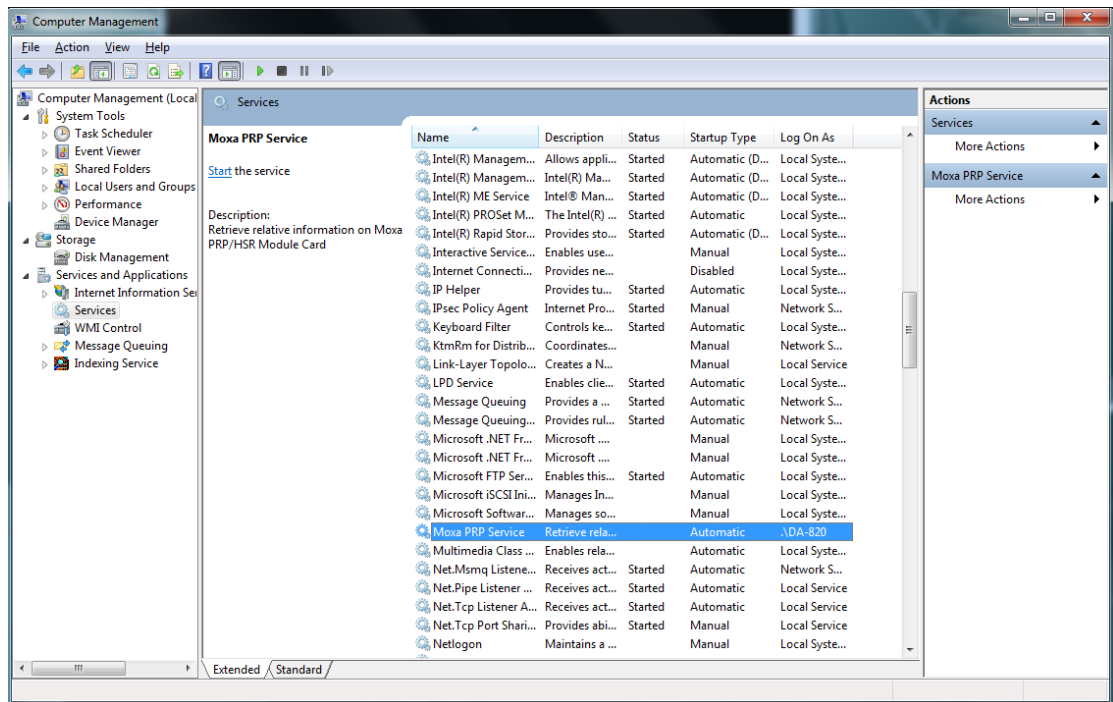 Computer Management
File Action View Help
Computer Management (Local
System Tools
Task Scheduler
Event Viewer
Shared Folders
Local Users and Groups
Performance
Device Manager
Storage
Disk Management
Services and Applications
Internet Information Ser
Services
WMI Control
Message Queuing
Indexing Service
Services
Moxa PRP Service
Start the service
Description:
Retrieve relative information on Moxa
PRP/HSR Module Card
Name Description Status Startup Type Log On As
Intel(R) Managem... Allows appli... Started Automatic (D... Local Syste...
Intel(R) Managem... Intel(R) Ma... Started Automatic (D... Local Syste...
Intel(R) ME Service Intel® Man... Started Automatic (D... Local Syste...
Intel(R) PROSet M... The Intel(R) ... Started Automatic Local Syste...
Intel(R) Rapid Stor... Provides sto... Started Automatic (D... Local Syste...
Interactive Service... Enables use... Manual Local Syste...
Internet Connecti... Provides ne... Disabled Local Syste...
IP Helper Provides tu... Started Automatic Local Syste...
IPsec Policy Agent Internet Pro... Started Manual Network S...
Keyboard Filter Controls ke... Started Automatic Local Syste...
KtmRm for Distrib... Coordinates... Manual Network S...
Link-Layer Topolo... Creates a N... Manual Local Service
LPD Service Enables clie... Started Automatic Local Syste...
Message Queuing Provides a ... Started Automatic Network S...
Message Queuing... Provides rul... Started Automatic Network S...
Microsoft .NET Fr... Microsoft .... Manual Local Syste...
Microsoft .NET Fr... Microsoft .... Manual Local Syste...
Microsoft FTP Ser... Enables this... Started Automatic Local Syste...
Microsoft iSCSI Ini... Manages In... Manual Local Syste...
Microsoft Softwar... Manages so... Manual Local Syste...
Moxa PRP Service Retrieve rela... Automatic .\DA-820
Multimedia Class ... Enables rela... Automatic Local Syste...
Net.Msmq Listene... Receives act... Started Automatic Network S...
Net.Pipe Listener ... Receives act... Started Automatic Local Service
Net.Tcp Listener A... Receives act... Started Automatic Local Service
Net.Tcp Port Shari... Provides abi... Started Manual Local Service
Netlogon Maintains a ... Manual Local Syste...
Extended Standard
Actions
Services
More Actions
Moxa PRP Service
More Actions